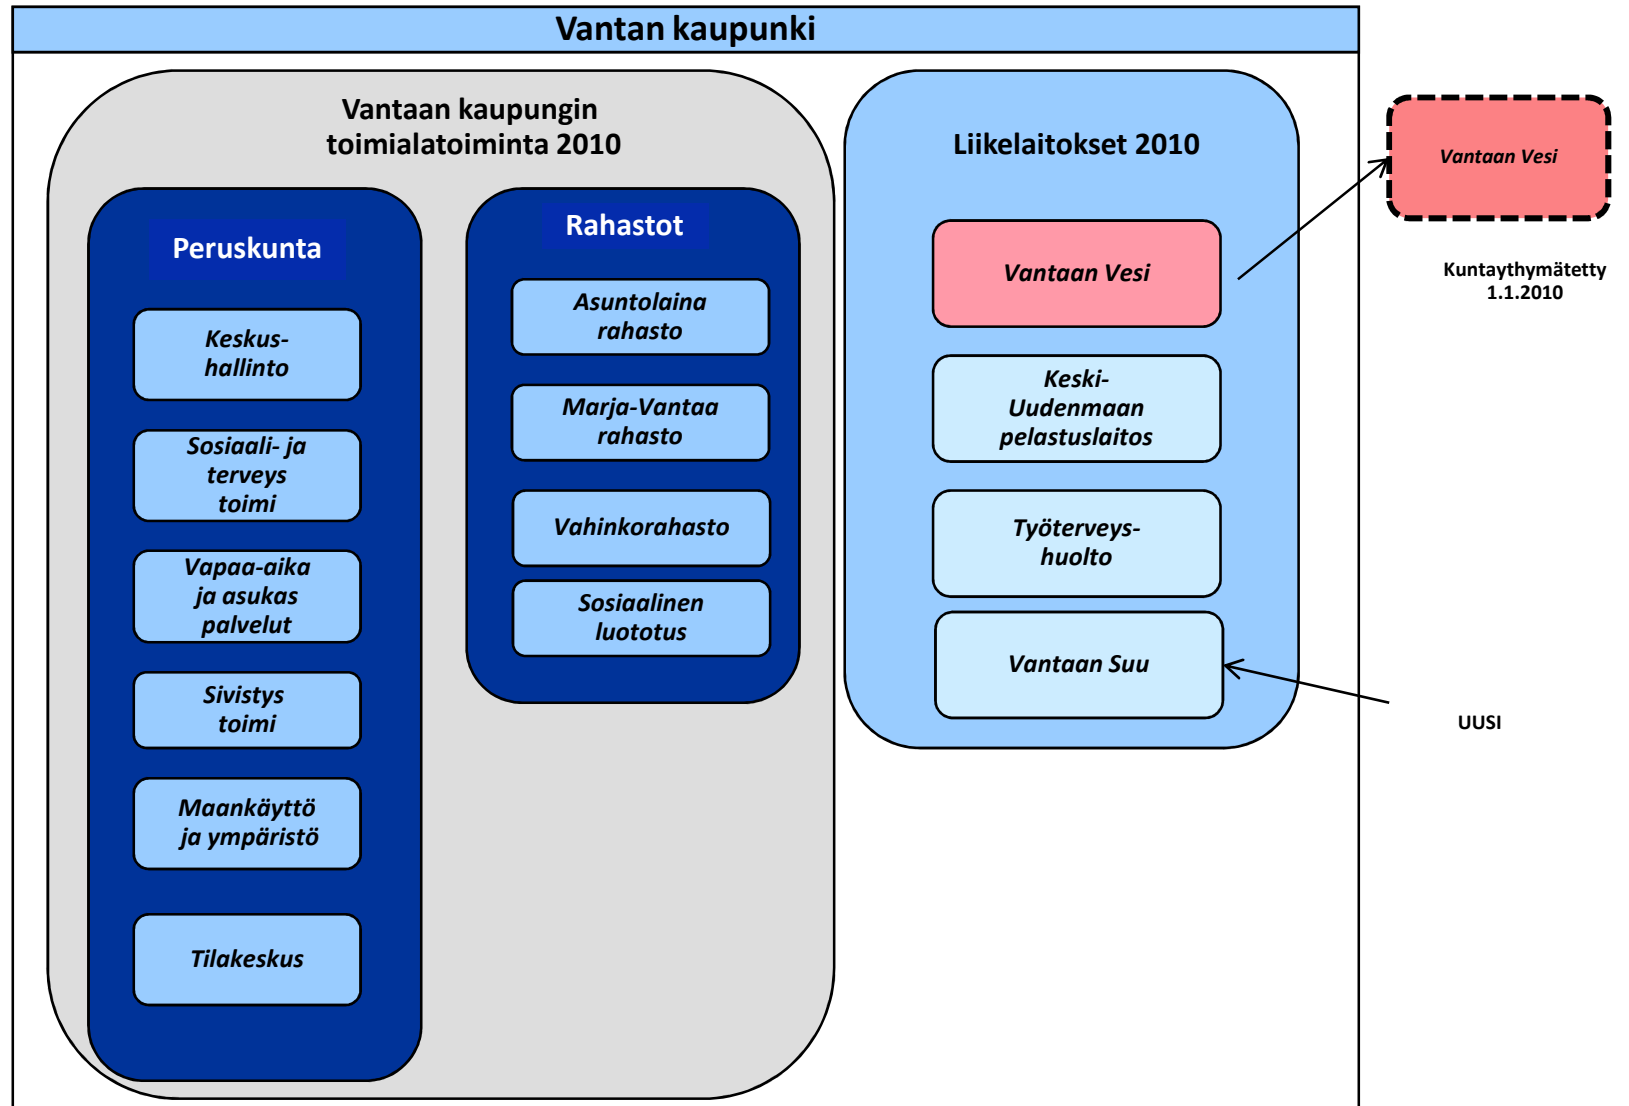 Vantan kaupunki
Vantaan kaupungin
toimialatoiminta 2010
Peruskunta
Keskus-
hallinto
Sosiaali- ja
terveys
toimi
Vapaa-aika
ja asukas
palvelut
Sivistys
toimi
Maankäyttö
ja ympäristö
Tilakeskus
Rahastot
Asuntolaina
rahasto
Marja-Vantaa
rahasto
Vahinkorahasto
Sosiaalinen
luototus
Liikelaitokset 2010
Vantaan Vesi
Keski-
Uudenmaan
pelastuslaitos
Työterveys-
huolto
Vantaan Suu
Vantaan Vesi
Kuntaythymätetty
1.1.2010
UUSI